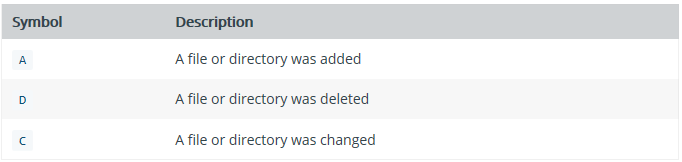 Symbol Description
A A file or directory was added
D A file or directory was deleted
C A file or directory was changed